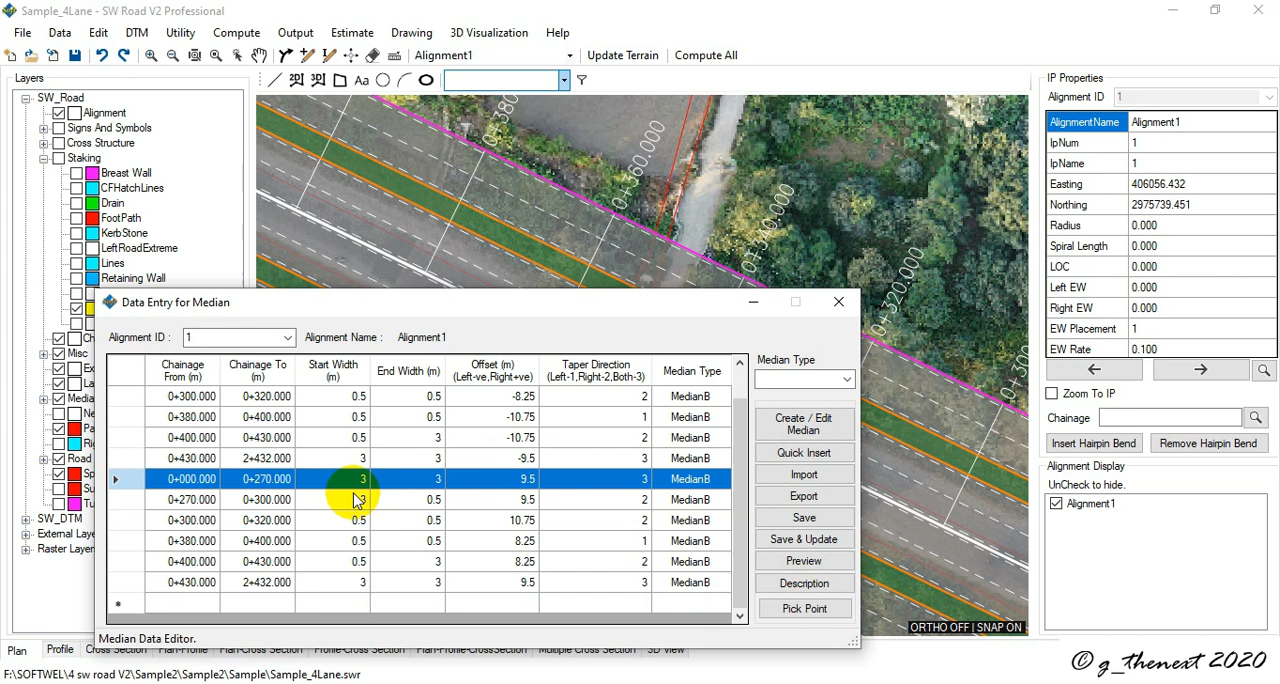 Sample_4Lane - SW Road V2 Professional
File Data Edit DTM Utility Compute Output Estimate Drawing 3D Visualization Help
Alignment1 Update Terrain Compute All
Layers
Aa
SW_Road
Alignment
Signs And Symbols
Cross Structure
Staking
Breast Wall
CFHatchLines
Drain
FootPath
KerbStone
LeftRoadExtreme
Lines
Retaining Wall
Misc
Road
SW_DTM
External Laye
Raster Layer
0+380.
0+360.000
0+340.000
0+320.000
0+300.
ORTHO OFF | SNAP ON
Data Entry for Median
Alignment ID : 1 Alignment Name : Alignment1
Chainage From (m) Chainage To (m) Start Width (m) End Width (m) Offset (m) (Left-ve,Right+ve) Taper Direction (Left-1,Right-2,Both-3) Median Type
0+300.000 0+320.000 0.5 0.5 -8.25 2 MedianB
0+380.000 0+400.000 0.5 0.5 -10.75 1 MedianB
0+400.000 0+430.000 0.5 3 -10.75 2 MedianB
0+430.000 2+432.000 3 3 -9.5 3 MedianB
0+000.000 0+270.000 3 3 9.5 3 MedianB
0+270.000 0+300.000 3 0.5 9.5 2 MedianB
0+300.000 0+320.000 0.5 0.5 10.75 2 MedianB
0+380.000 0+400.000 0.5 0.5 8.25 1 MedianB
0+400.000 0+430.000 0.5 3 8.25 2 MedianB
0+430.000 2+432.000 3 3 9.5 3 MedianB
Median Type
Create / Edit
Median
Quick Insert
Import
Export
Save
Save & Update
Preview
Description
Pick Point
Median Data Editor.
IP Properties
Alignment ID 1
AlignmentName Alignment1
IpNum 1
IpName 1
Easting 406056.432
Northing 2975739.451
Radius 0.000
Spiral Length 0.000
LOC 0.000
Left EW 0.000
Right EW 0.000
EW Placement 1
EW Rate 0.100
Zoom To IP
Chainage
Insert Hairpin Bend Remove Hairpin Bend
Alignment Display
UnCheck to hide.
Alignment1
Plan Profile Cross Section Plan-Profile Plan-Cross Section Profile-Cross Section Plan-Profile-CrossSection Multiple Cross Section 3D View
F:\SOFTWEL\4 sw road V2\Sample2\Sample2\Sample\Sample_4Lane.swr
© g_thenext 2020